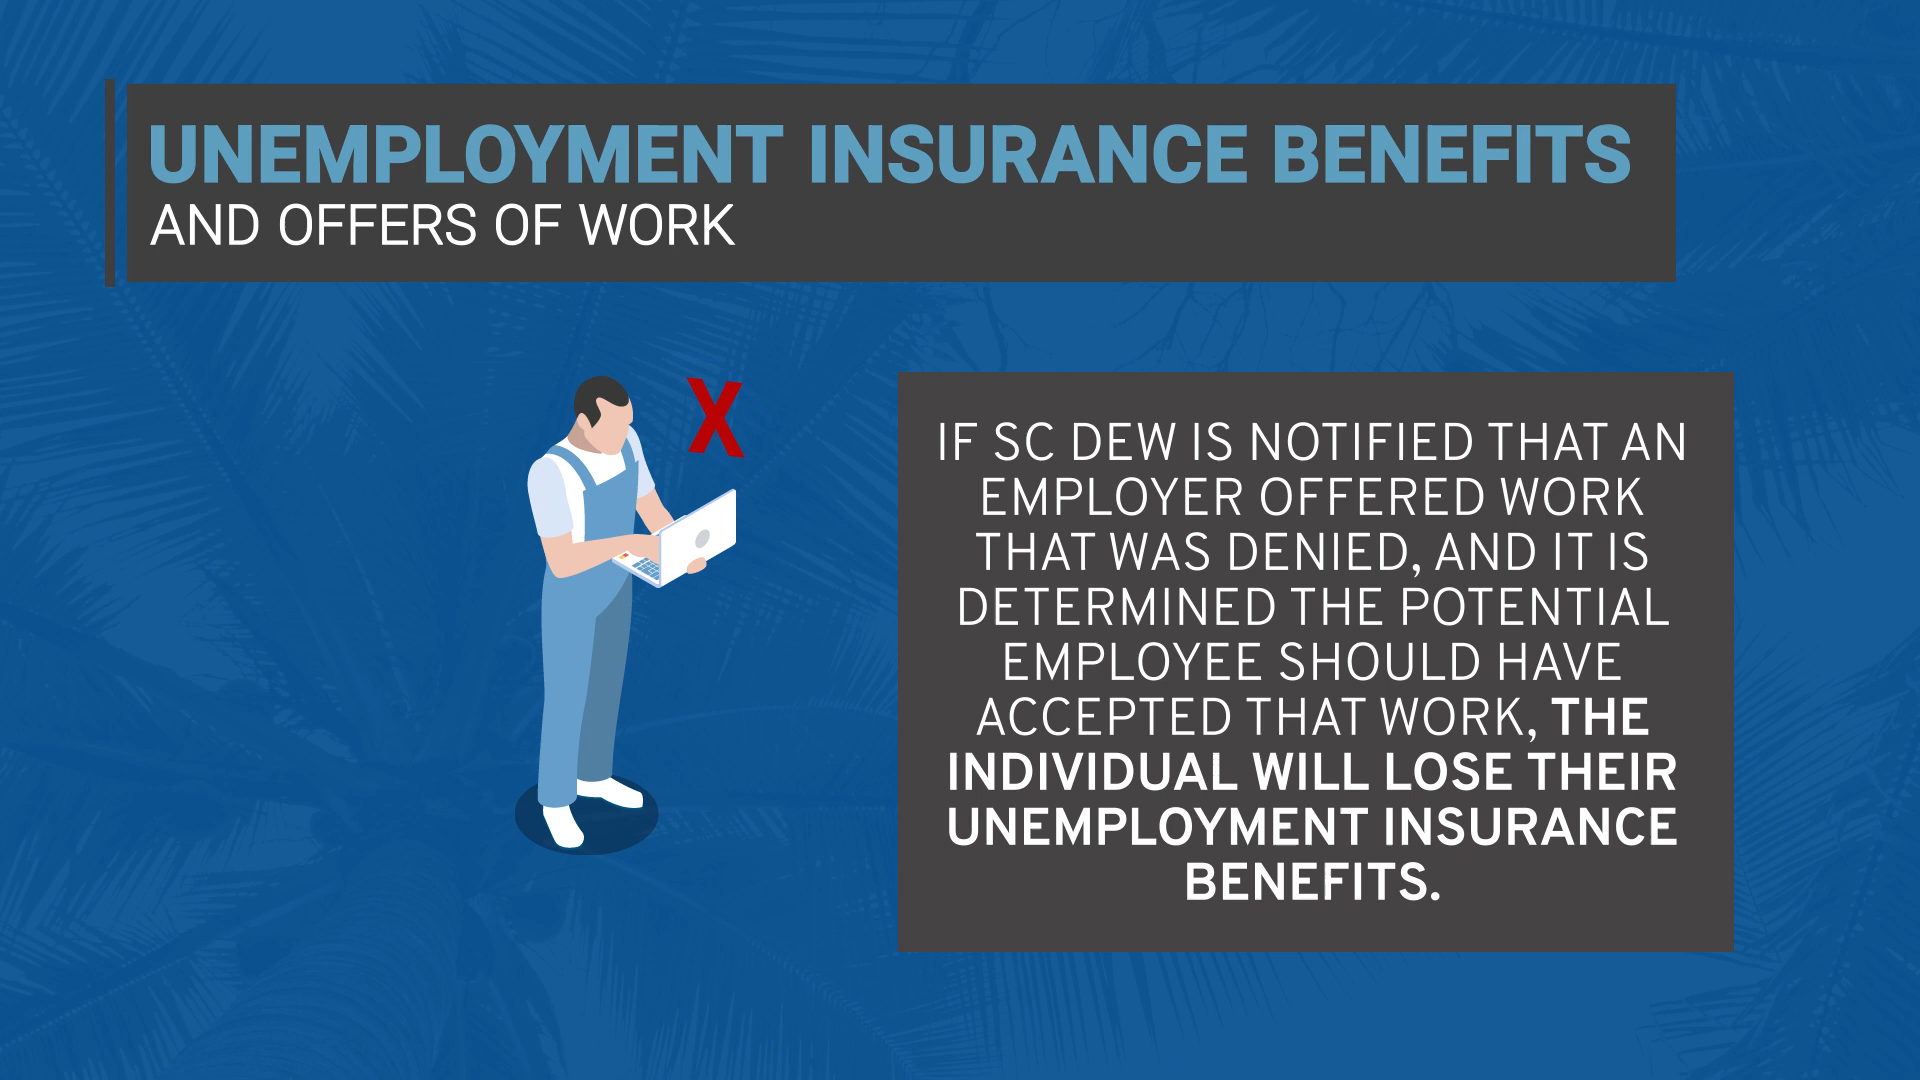 UNEMPLOYMENT INSURANCE BENEFITS
AND OFFERS OF WORK
X
IF SC DEW IS NOTIFIED THAT AN
EMPLOYER OFFERED WORK
THAT WAS DENIED, AND IT IS
DETERMINED THE POTENTIAL
EMPLOYEE SHOULD HAVE
ACCEPTED THAT WORK, THE
INDIVIDUAL WILL LOSE THEIR
UNEMPLOYMENT INSURANCE
BENEFITS.